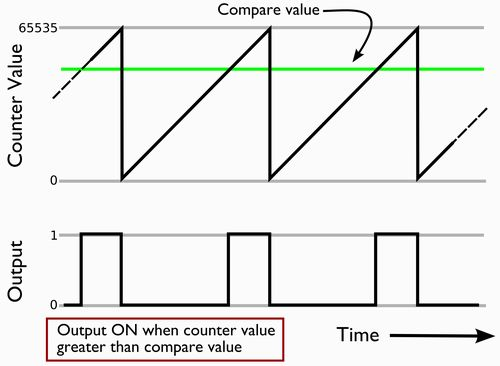 Compare value
65535
Counter Value
0
1
Output
0
Output ON when counter value
greater than compare value
Time